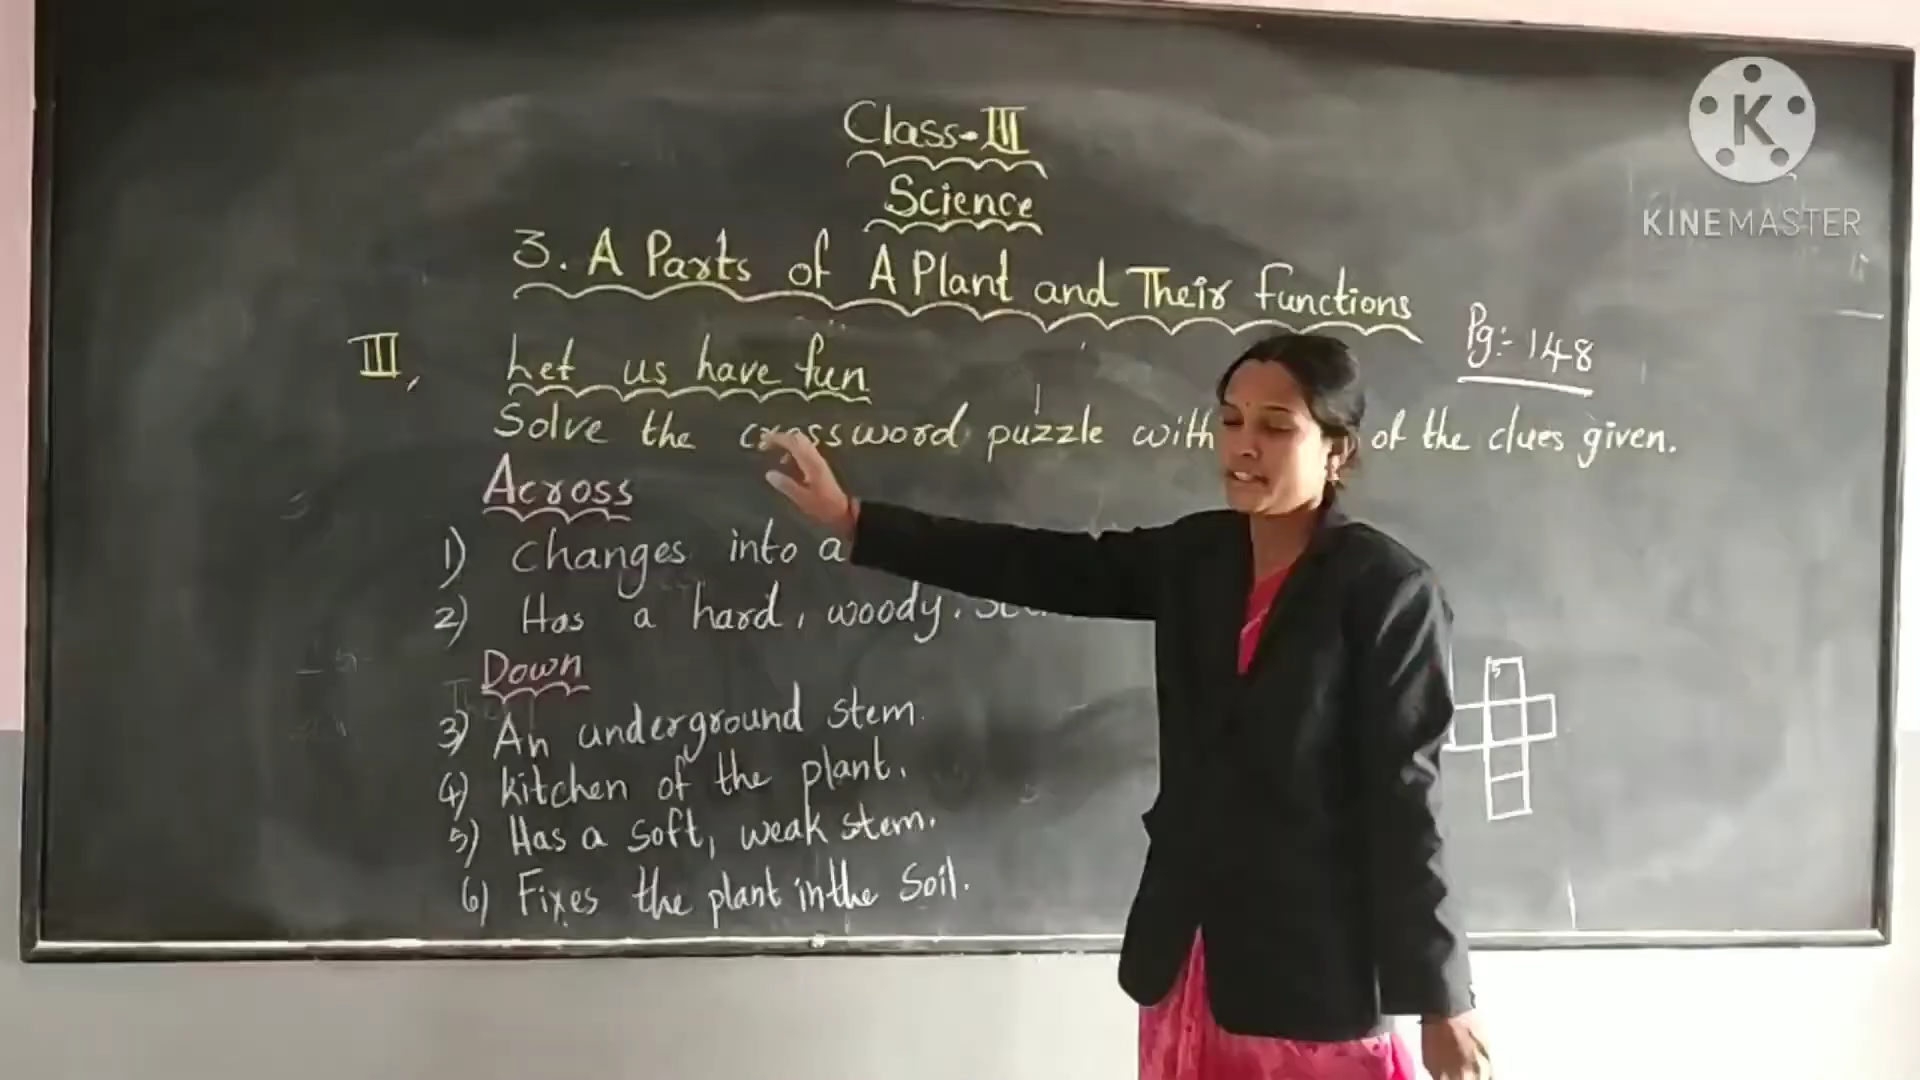 Class-III
Science
3. A Parts of A Plant and Their functions
Pg:- 148
III, Let us have fun
Solve the crossword puzzle with of the clues given.
Across
1) Changes into a
2) Has a hard, woody.
Down
3) An underground stem.
4) kitchen of the plant.
5) Has a soft, weak stem.
6) Fixes the plant in the Soil.
5
K
KINEMASTER